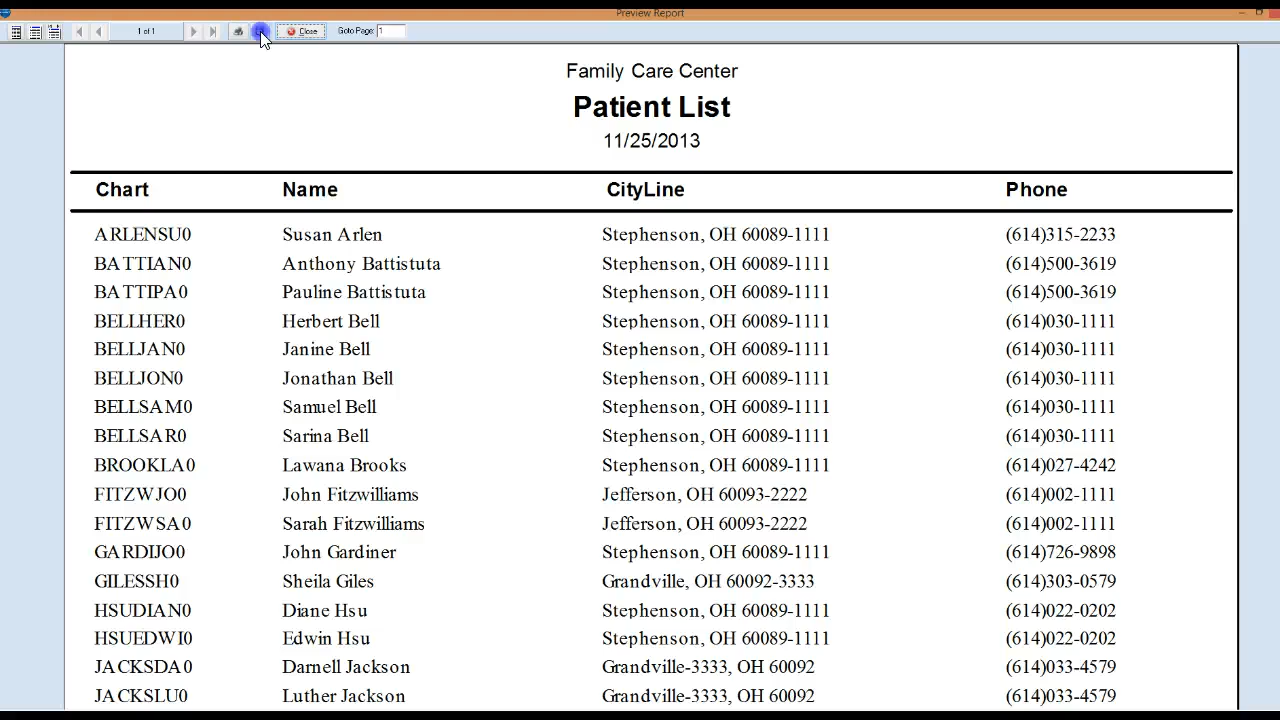 Preview Report
1 of 1
Close
Goto Page: 1
Family Care Center
Patient List
11/25/2013
Chart Name CityLine Phone
ARLENSU0 Susan Arlen Stephenson, OH 60089-1111 (614)315-2233
BATTIAN0 Anthony Battistuta Stephenson, OH 60089-1111 (614)500-3619
BATTIPA0 Pauline Battistuta Stephenson, OH 60089-1111 (614)500-3619
BELLHER0 Herbert Bell Stephenson, OH 60089-1111 (614)030-1111
BELLJAN0 Janine Bell Stephenson, OH 60089-1111 (614)030-1111
BELLJON0 Jonathan Bell Stephenson, OH 60089-1111 (614)030-1111
BELLSAM0 Samuel Bell Stephenson, OH 60089-1111 (614)030-1111
BELLSAR0 Sarina Bell Stephenson, OH 60089-1111 (614)030-1111
BROOKLA0 Lawana Brooks Stephenson, OH 60089-1111 (614)027-4242
FITZWJO0 John Fitzwilliams Jefferson, OH 60093-2222 (614)002-1111
FITZWSA0 Sarah Fitzwilliams Jefferson, OH 60093-2222 (614)002-1111
GARDIJO0 John Gardiner Stephenson, OH 60089-1111 (614)726-9898
GILESSH0 Sheila Giles Grandville, OH 60092-3333 (614)303-0579
HSUDIAN0 Diane Hsu Stephenson, OH 60089-1111 (614)022-0202
HSUEDWI0 Edwin Hsu Stephenson, OH 60089-1111 (614)022-0202
JACKSDA0 Darnell Jackson Grandville-3333, OH 60092 (614)033-4579
JACKSLU0 Luther Jackson Grandville-3333, OH 60092 (614)033-4579